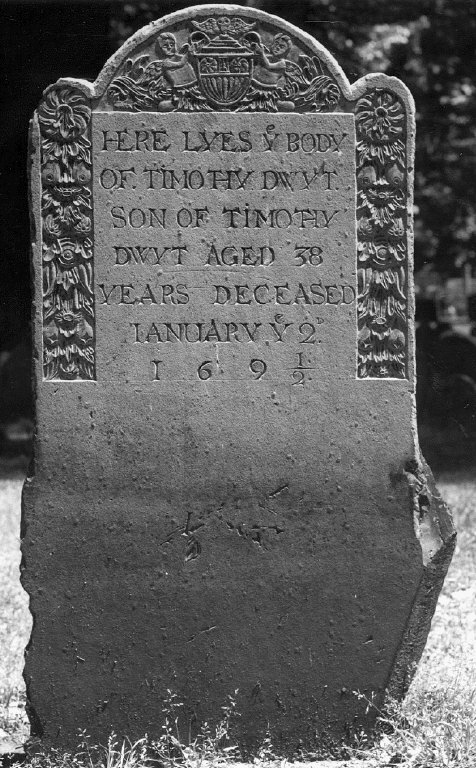 HERE LYES Yͤ BODY
OF TIMOTHY DWYT
SON OF TIMOTHY
DWYT AGED 38
YEARS DECEASED
IANUARY Yͤ 2ᴰ
1 6 9 1/2